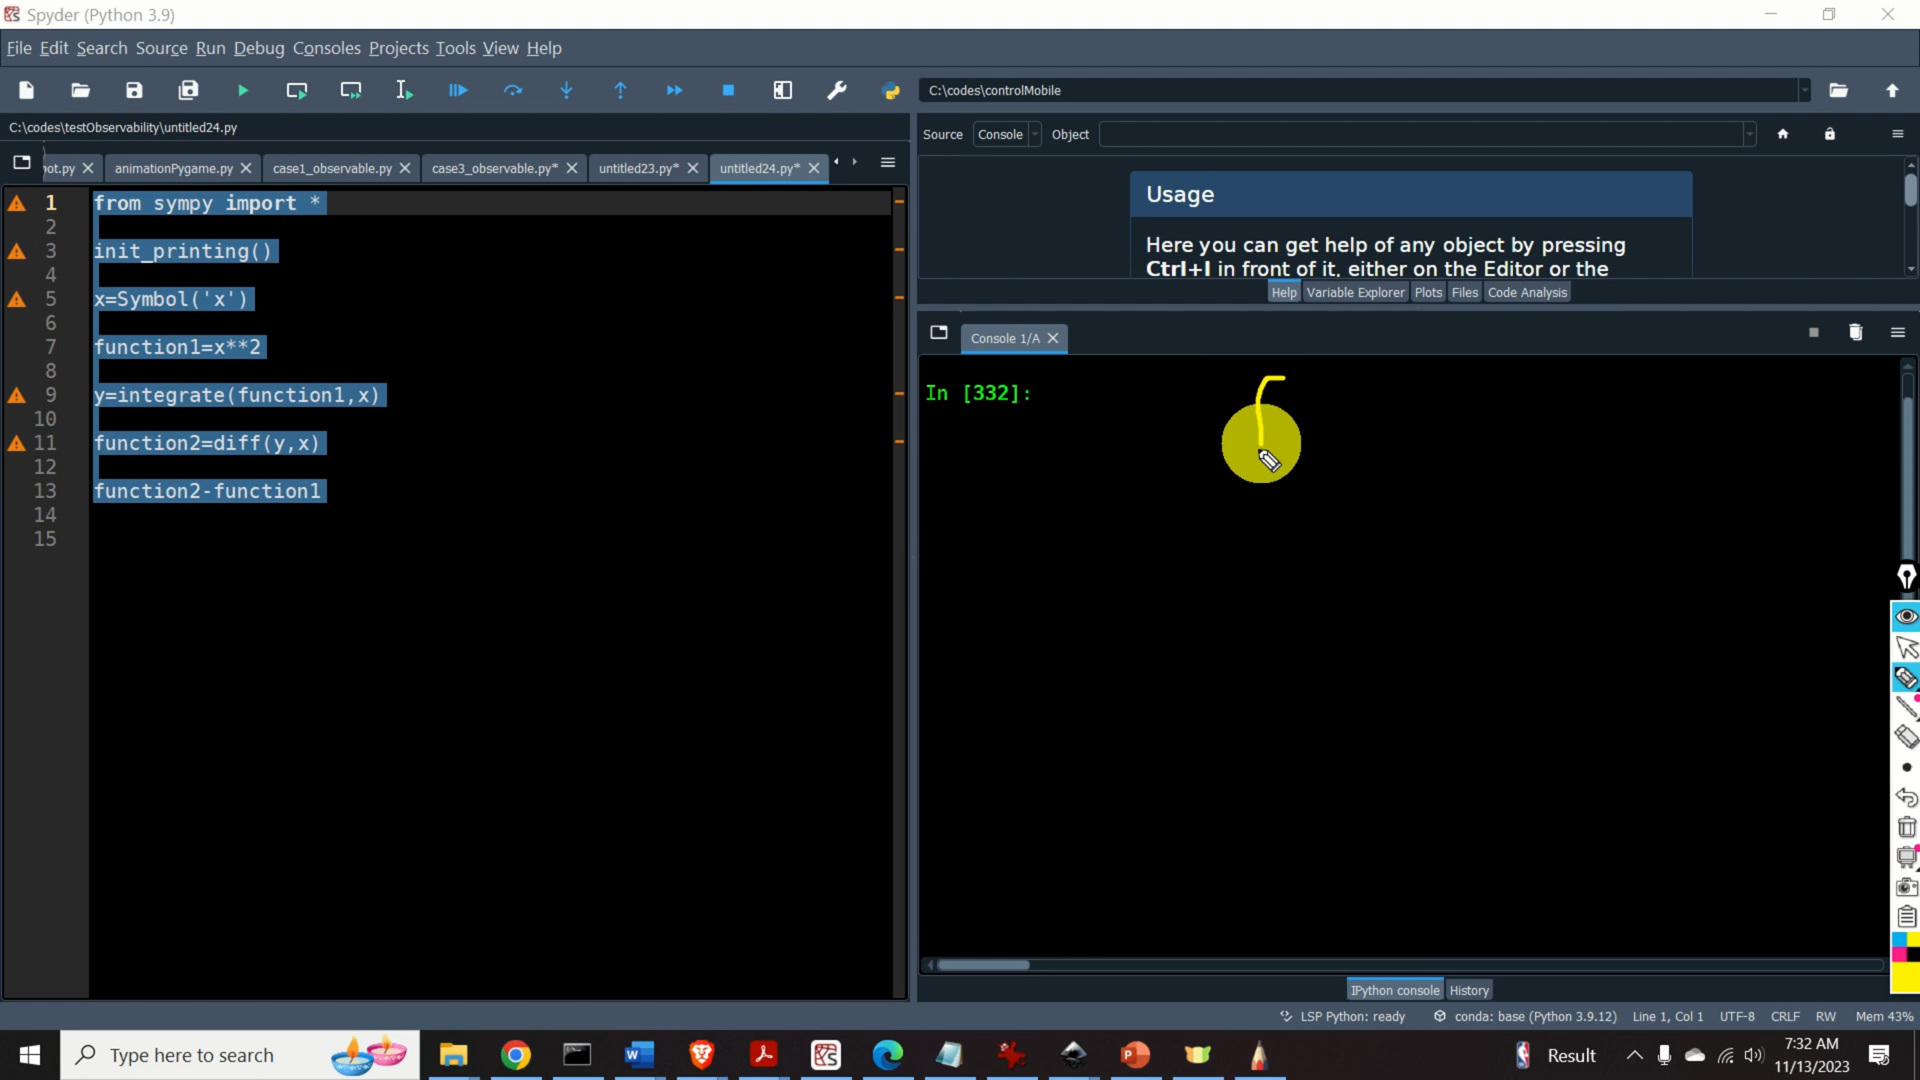 Spyder (Python 3.9)
File Edit Search Source Run Debug Consoles Projects Tools View Help
C:\codes\controlMobile
C:\codes\testObservability\untitled24.py
Source Console Object
not.py animationPygame.py case1_observable.py case3_observable.py* untitled23.py* untitled24.py*
1 from sympy import *
2
3 init_printing()
4
5 x=Symbol('x')
6
7 function1=x**2
8
9 y=integrate(function1,x)
10
11 function2=diff(y,x)
12
13 function2-function1
14
15
Usage
Here you can get help of any object by pressing
Ctrl+I in front of it, either on the Editor or the
Help Variable Explorer Plots Files Code Analysis
Console 1/A
In [332]:
IPython console History
LSP Python: ready conda: base (Python 3.9.12) Line 1, Col 1 UTF-8 CRLF RW Mem 43%
Type here to search
Result
7:32 AM
11/13/2023